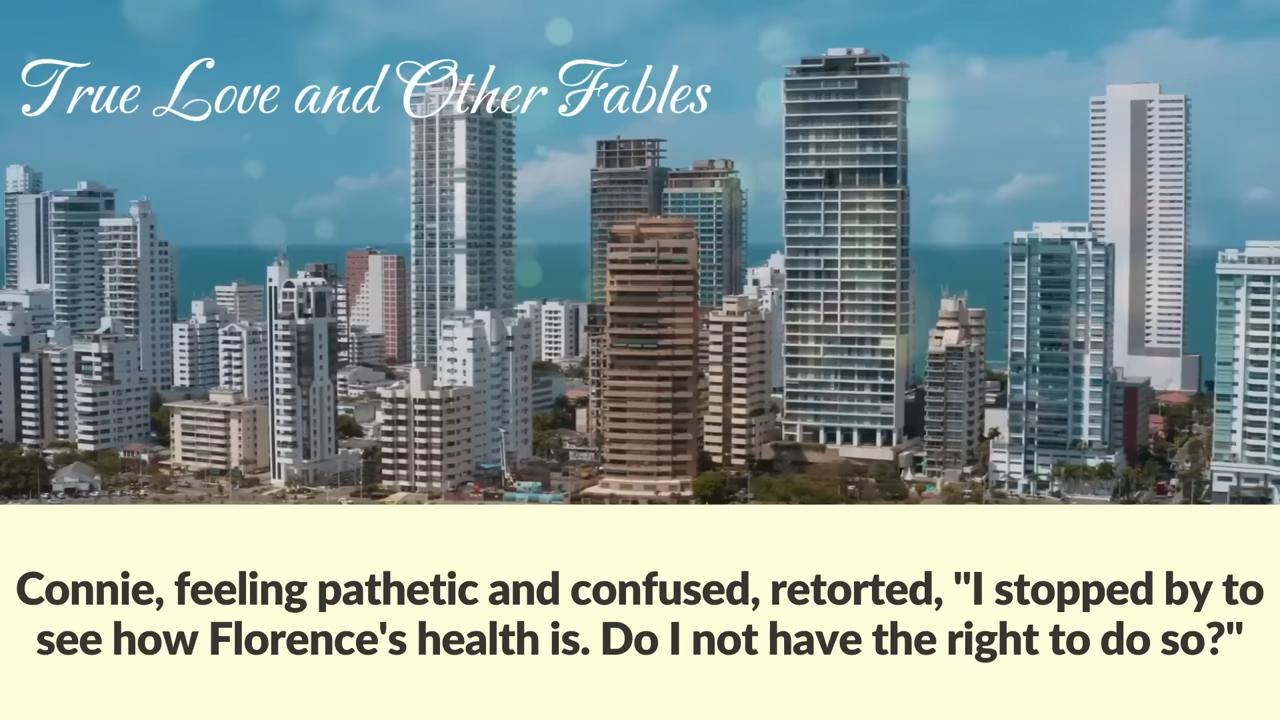 True Love and Other Fables
Connie, feeling pathetic and confused, retorted, "I stopped by to
see how Florence's health is. Do I not have the right to do so?"